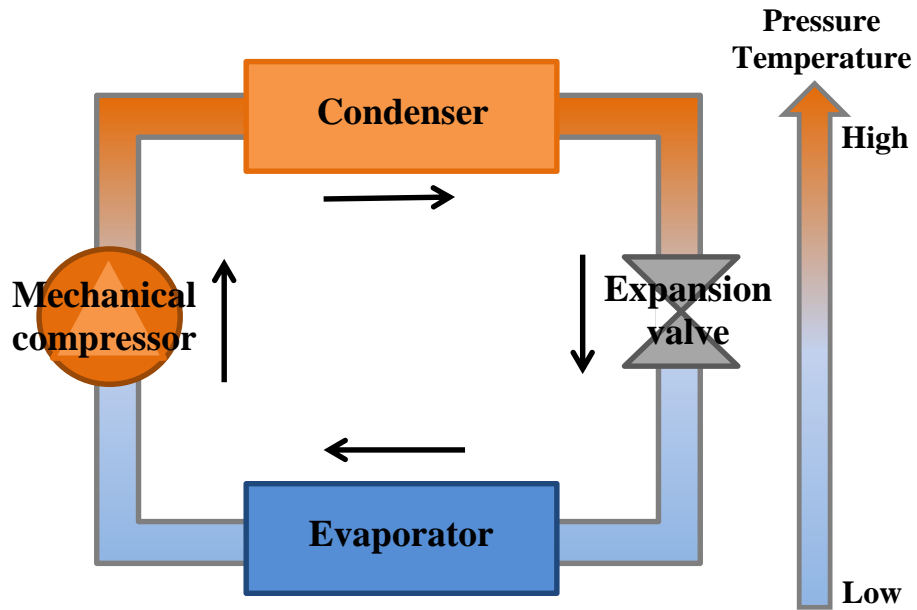 Pressure
Temperature
Condenser
High
Mechanical
compressor
Expansion
valve
Evaporator
Low